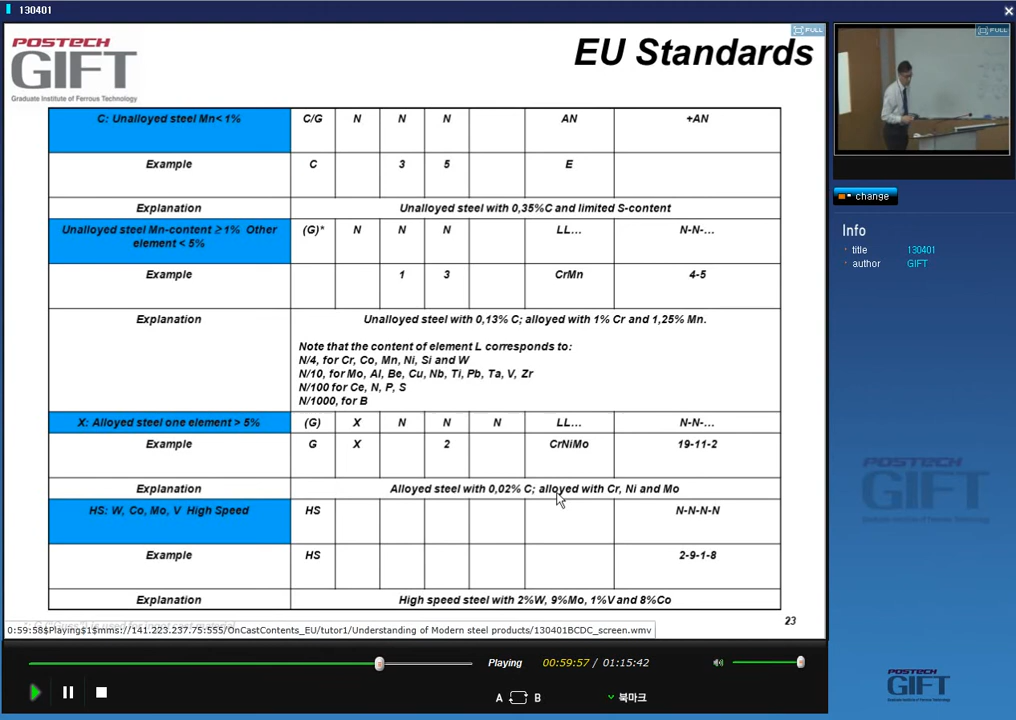 130401
FULL
POSTECH
GIFT
Graduate Institute of Ferrous Technology
EU Standards
FULL
C: Unalloyed steel Mn< 1% C/G N N N AN +AN
Example C 3 5 E
Explanation Unalloyed steel with 0,35%C and limited S-content
Unalloyed steel Mn-content ≥ 1% Other element < 5% (G)* N N N LL... N-N-...
Example 1 3 CrMn 4-5
Explanation Unalloyed steel with 0,13% C; alloyed with 1% Cr and 1,25% Mn.
Note that the content of element L corresponds to:
N/4, for Cr, Co, Mn, Ni, Si and W
N/10, for Mo, Al, Be, Cu, Nb, Ti, Pb, Ta, V, Zr
N/100 for Ce, N, P, S
N/1000, for B
X: Alloyed steel one element > 5% (G) X N N N LL... N-N-...
Example G X 2 CrNiMo 19-11-2
Explanation Alloyed steel with 0,02% C; alloyed with Cr, Ni and Mo
HS: W, Co, Mo, V High Speed HS N-N-N-N
Example HS 2-9-1-8
Explanation High speed steel with 2%W, 9%Mo, 1%V and 8%Co
23
0:59:58$Playing$1$mms://141.223.237.75:555/OnCastContents_EU/tutor1/Understanding of Modern steel products/130401BCDC_screen.wmv
change
Info
title 130401
author GIFT
POSTECH
GIFT
Playing 00:59:57 / 01:15:42
A B 북마크
POSTECH
GIFT